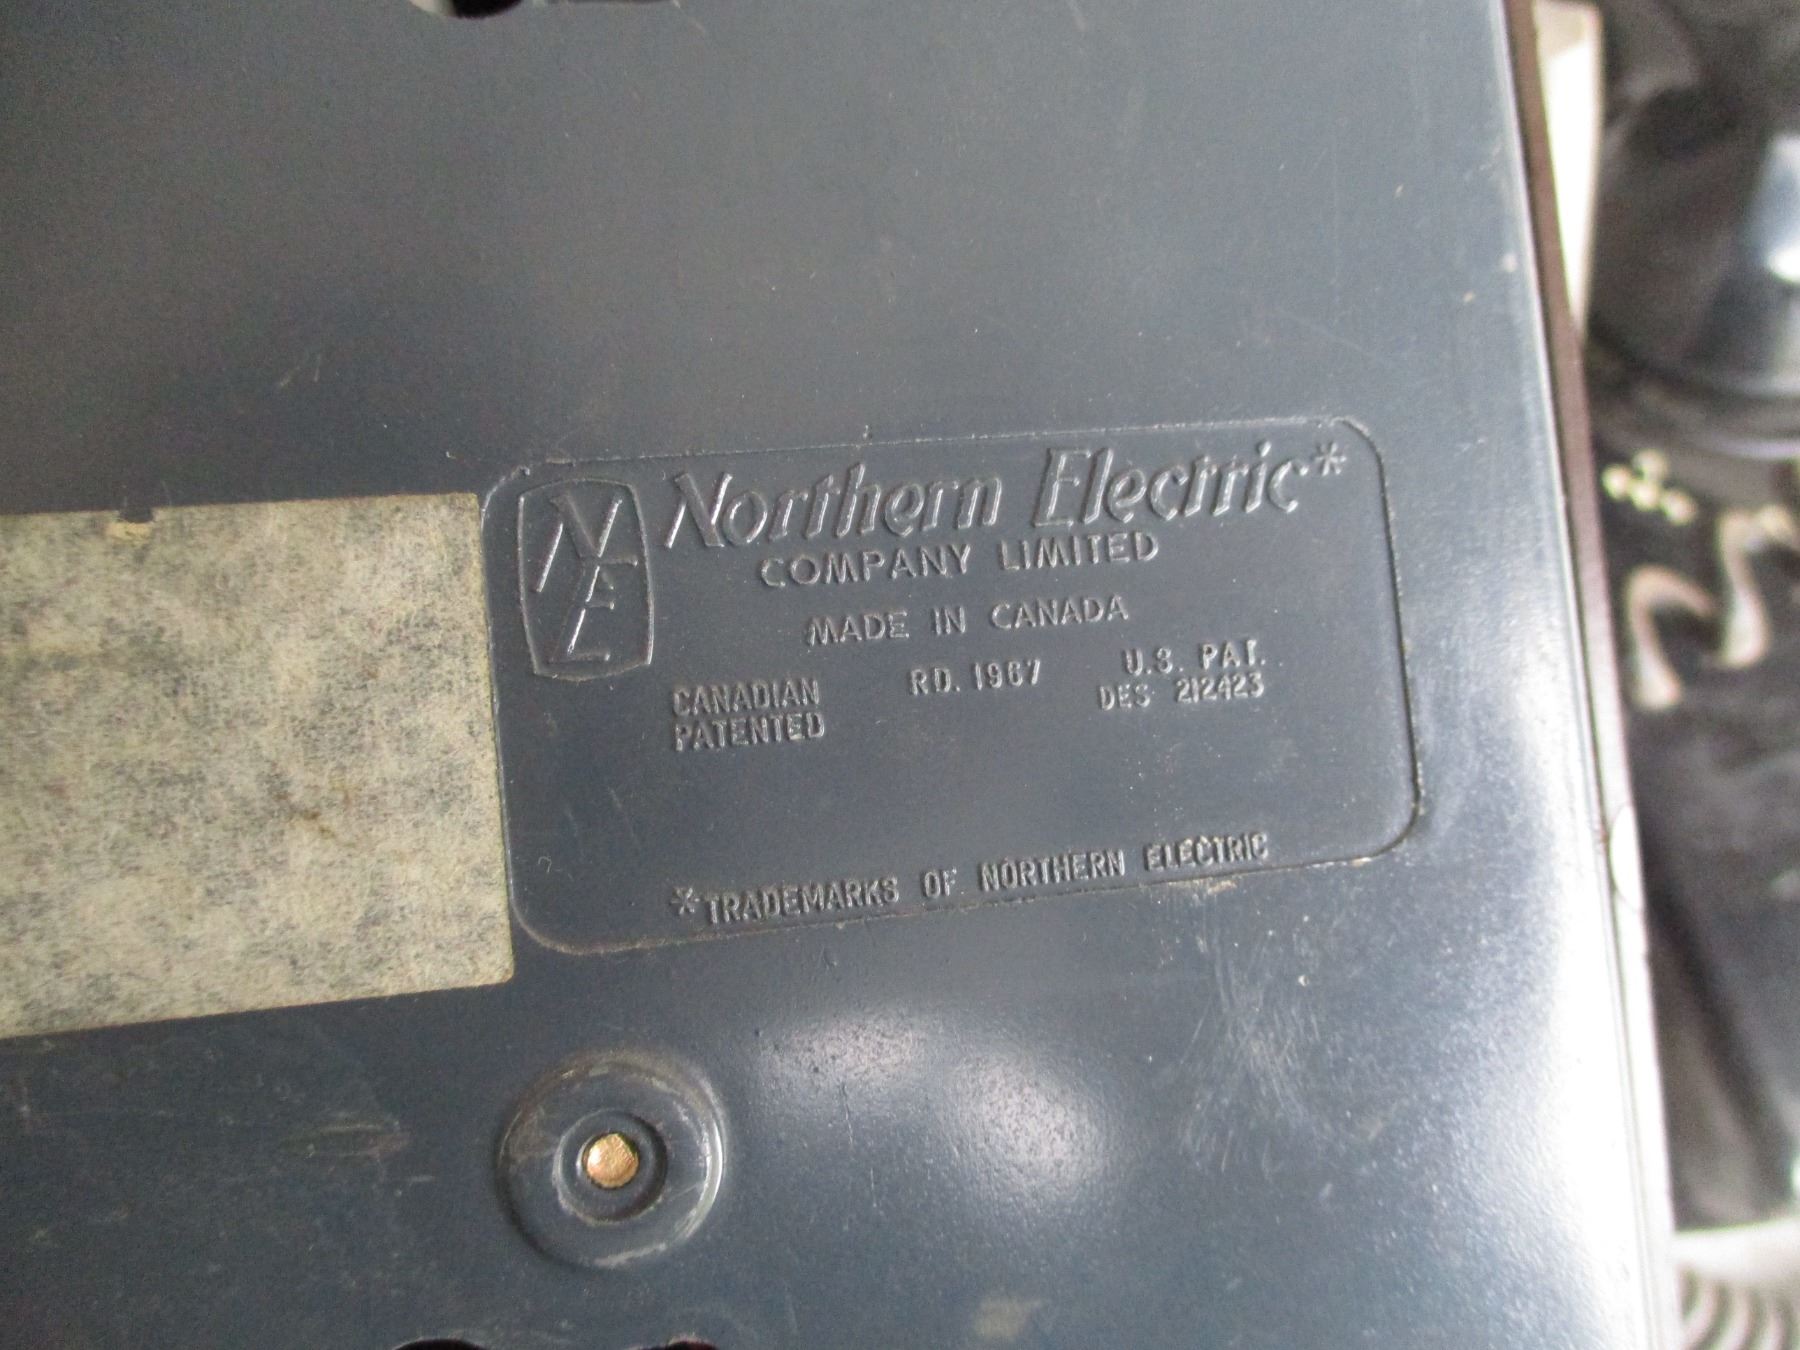 NE Northern Electric*
COMPANY LIMITED
MADE IN CANADA
CANADIAN
PATENTED
RD. 1967
U.S. PAT.
DES 212423
*TRADEMARKS OF NORTHERN ELECTRIC